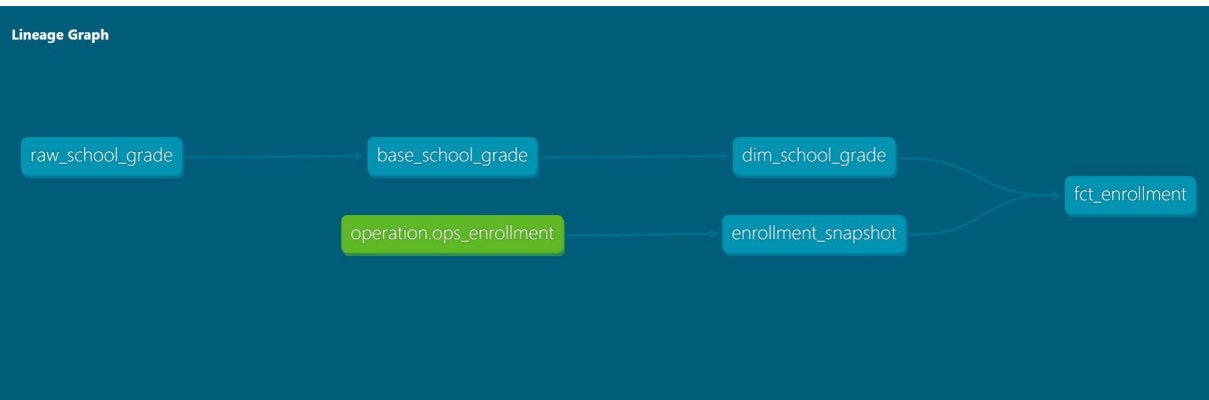 Lineage Graph
raw_school_grade
base_school_grade
dim_school_grade
fct_enrollment
operation.ops_enrollment
enrollment_snapshot